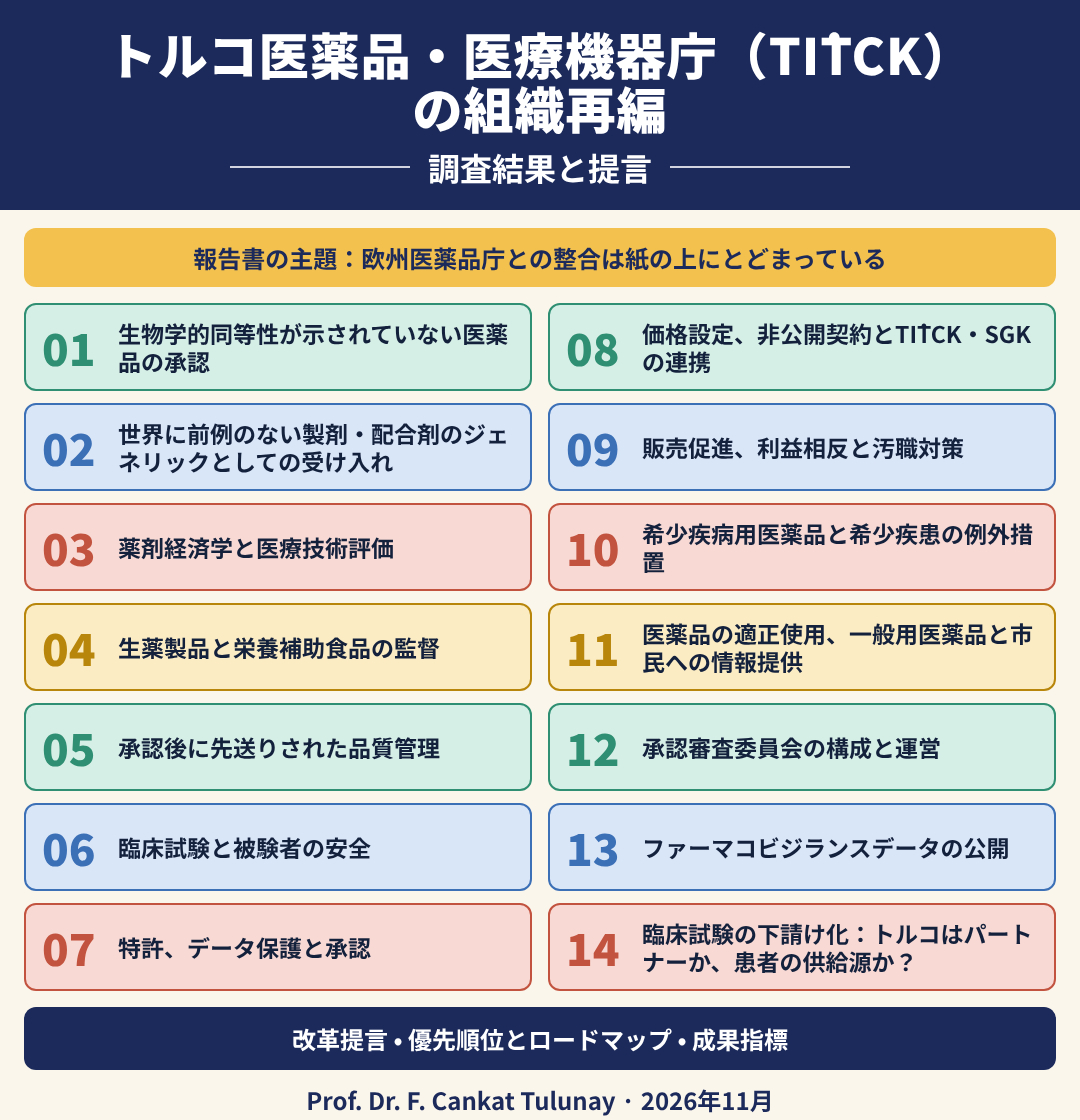 トルコ医薬品・医療機器庁（TİTCK）
の組織再編
調査結果と提言
報告書の主題：欧州医薬品庁との整合は紙の上にとどまっている
01
生物学的同等性が示されていない医薬
品の承認
02
世界に前例のない製剤・配合剤のジェ
ネリックとしての受け入れ
03
薬剤経済学と医療技術評価
04
生薬製品と栄養補助食品の監督
05
承認後に先送りされた品質管理
06
臨床試験と被験者の安全
07
特許、データ保護と承認
08
価格設定、非公開契約とTİTCK・SGK
の連携
09
販売促進、利益相反と汚職対策
10
希少疾病用医薬品と希少疾患の例外措
置
11
医薬品の適正使用、一般用医薬品と市
民への情報提供
12
承認審査委員会の構成と運営
13
ファーマコビジランスデータの公開
14
臨床試験の下請け化：トルコはパート
ナーか、患者の供給源か？
改革提言 • 優先順位とロードマップ • 成果指標
Prof. Dr. F. Cankat Tulunay · 2026年11月